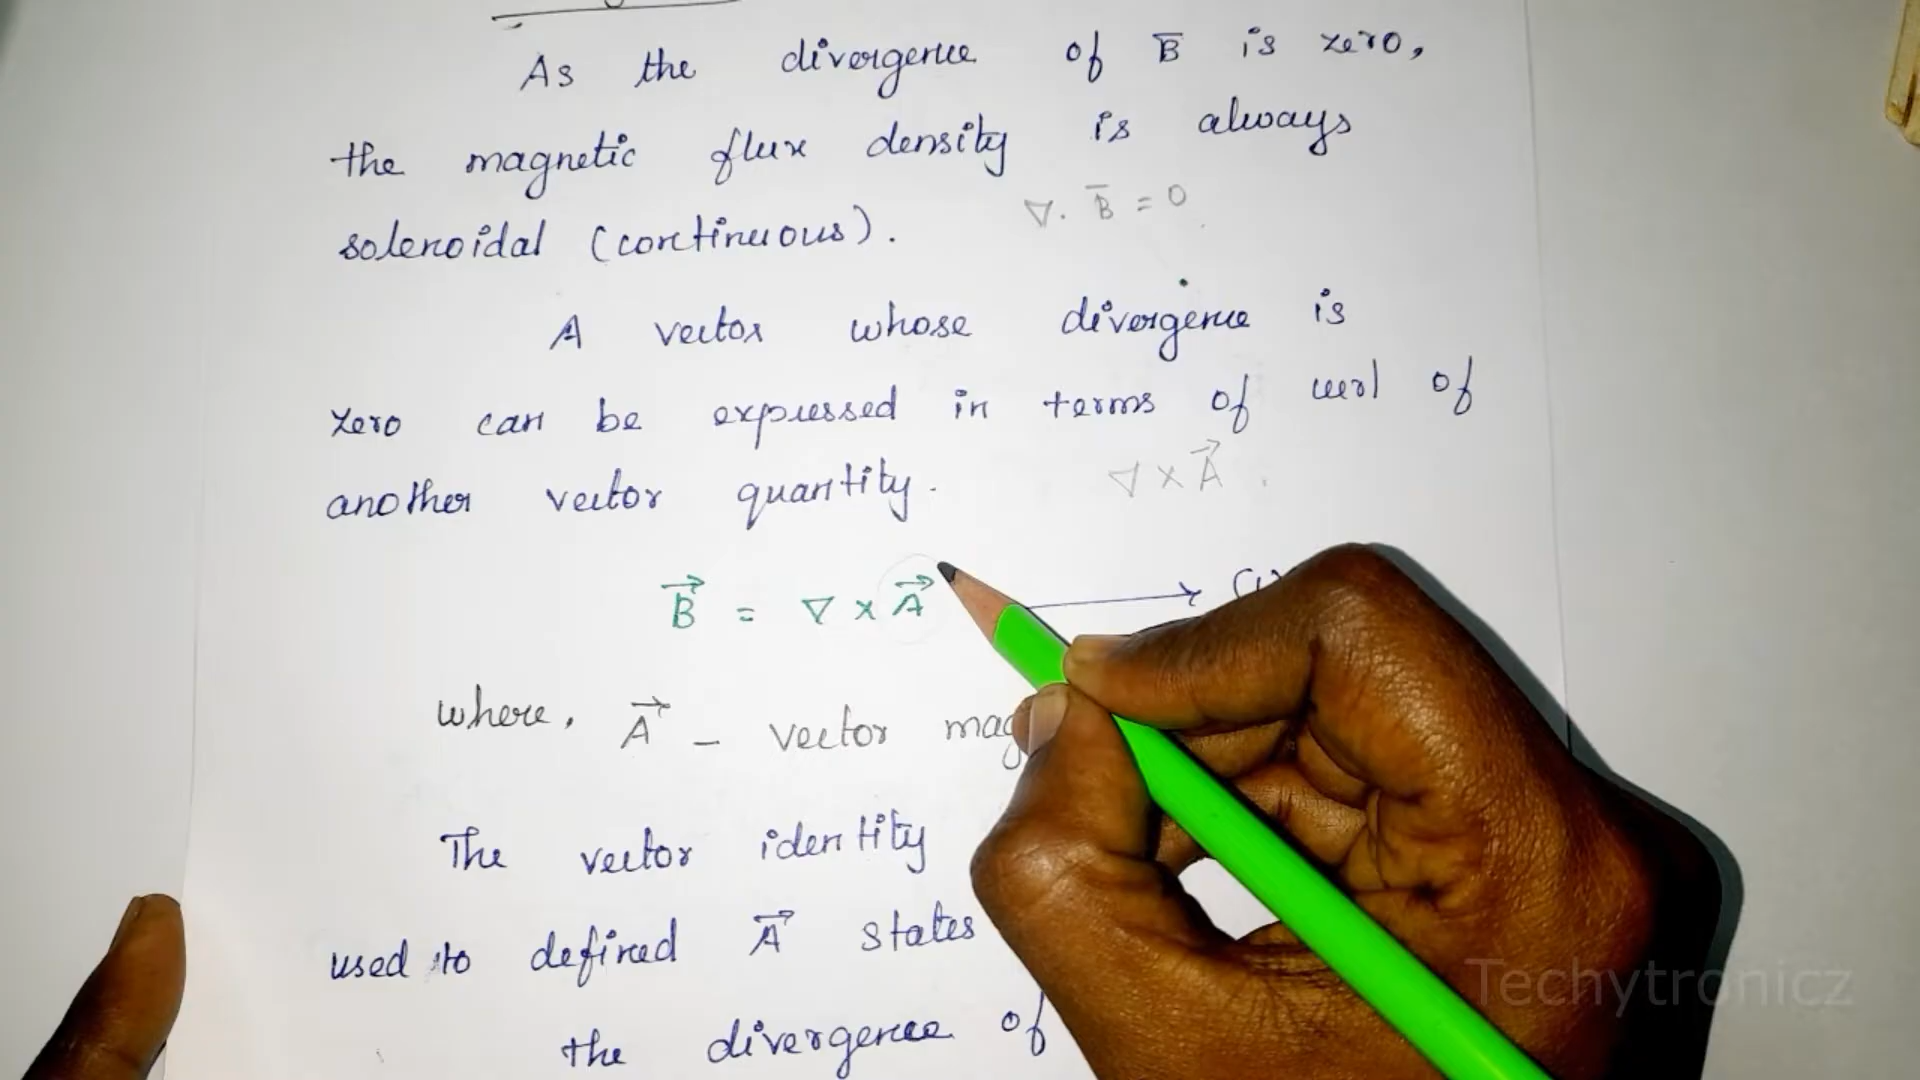 As the divergence of B̅ is zero,
the magnetic flux density is always
∇. B̅ = 0
solenoidal (continuous).
A vector whose divergence is
zero can be expressed in terms of curl of
another vector quantity.
∇ × A⃗
B⃗ = ∇ × A⃗
where, A⃗ – vector mag
The vector identity
used to defined A⃗ states
the divergence of
Techytronicz